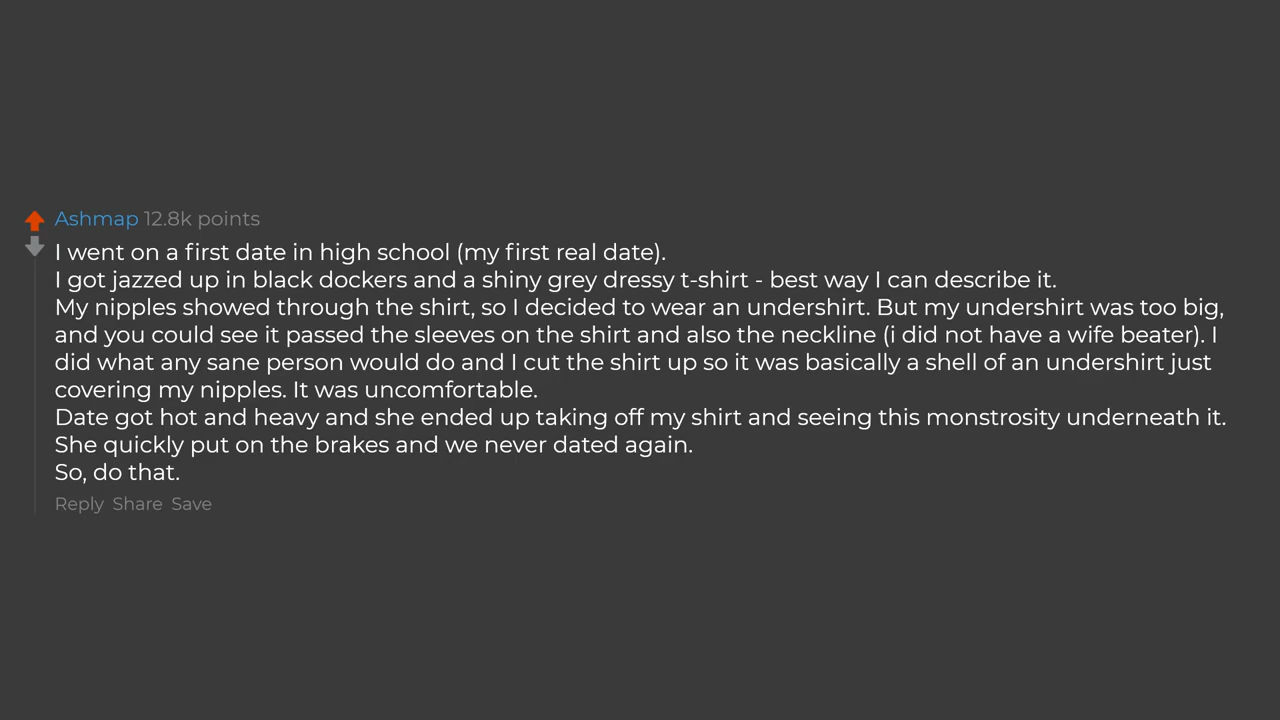 Ashmap 12.8k points
I went on a first date in high school (my first real date).
I got jazzed up in black dockers and a shiny grey dressy t-shirt - best way I can describe it.
My nipples showed through the shirt, so I decided to wear an undershirt. But my undershirt was too big,
and you could see it passed the sleeves on the shirt and also the neckline (i did not have a wife beater). I
did what any sane person would do and I cut the shirt up so it was basically a shell of an undershirt just
covering my nipples. It was uncomfortable.
Date got hot and heavy and she ended up taking off my shirt and seeing this monstrosity underneath it.
She quickly put on the brakes and we never dated again.
So, do that.
Reply Share Save